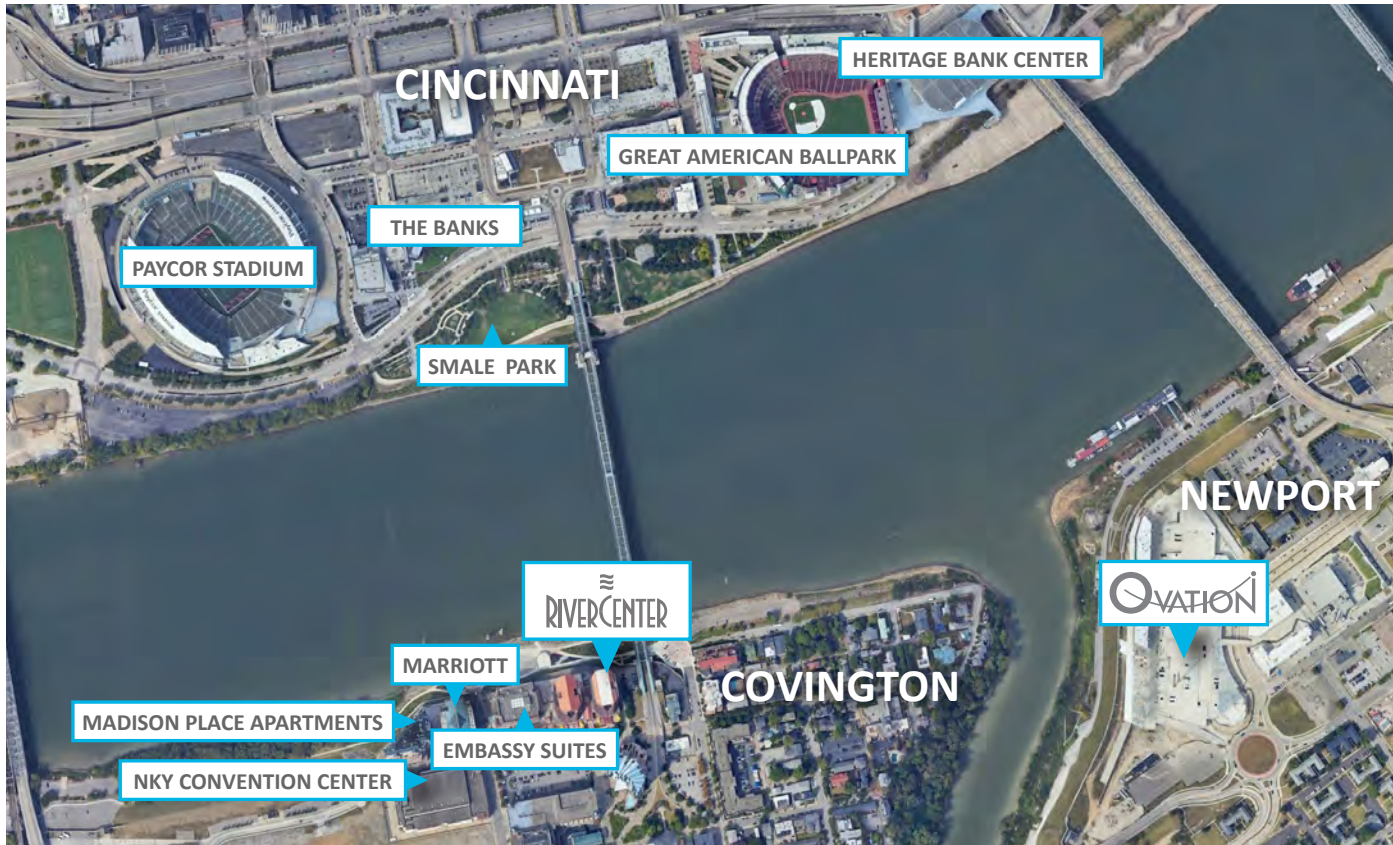 HERITAGE BANK CENTER
CINCINNATI
GREAT AMERICAN BALLPARK
THE BANKS
PAYCOR STADIUM
SMALE PARK
NEWPORT
RIVERCENTER
OVATION
MARRIOTT
COVINGTON
MADISON PLACE APARTMENTS
EMBASSY SUITES
NKY CONVENTION CENTER